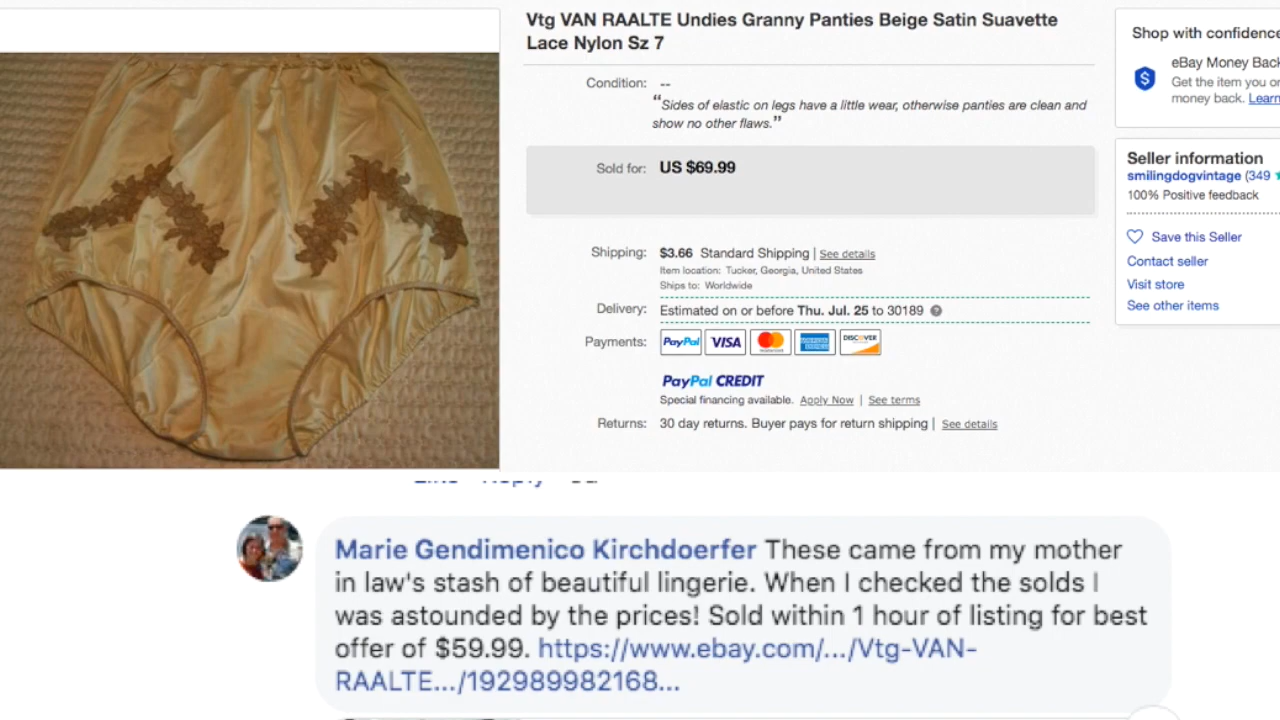 Vtg VAN RAALTE Undies Granny Panties Beige Satin Suavette
Lace Nylon Sz 7
Condition: --
“Sides of elastic on legs have a little wear, otherwise panties are clean and
show no other flaws.”
Sold for: US $69.99
Shipping: $3.66 Standard Shipping | See details
Item location: Tucker, Georgia, United States
Ships to: Worldwide
Delivery: Estimated on or before Thu. Jul. 25 to 30189 ?
Payments: PayPal VISA MasterCard AMERICAN EXPRESS DISCOVER
PayPal CREDIT
Special financing available. Apply Now | See terms
Returns: 30 day returns. Buyer pays for return shipping | See details
Shop with confidence
$
eBay Money Back
Get the item you or
money back. Learn
Seller information
smilingdogvintage (349
100% Positive feedback
Save this Seller
Contact seller
Visit store
See other items
Marie Gendimenico Kirchdoerfer These came from my mother
in law's stash of beautiful lingerie. When I checked the solds I
was astounded by the prices! Sold within 1 hour of listing for best
offer of $59.99. https://www.ebay.com/.../Vtg-VAN-
RAALTE.../192989982168...